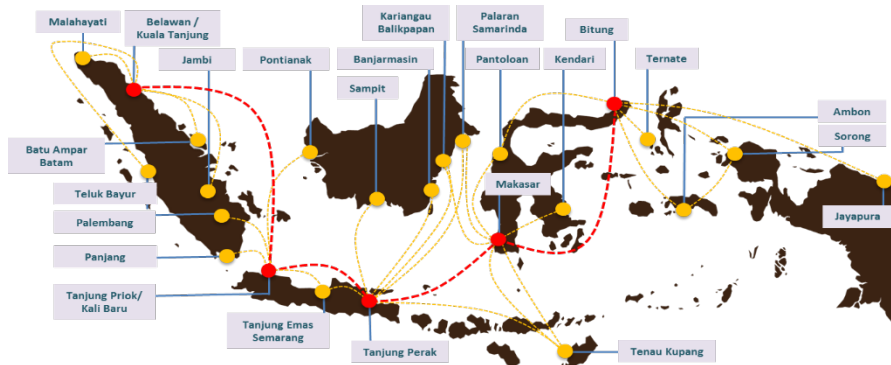 Malahayati
Belawan /
Kuala Tanjung
Jambi
Pontianak
Kariangau
Balikpapan
Banjarmasin
Sampit
Palaran
Samarinda
Pantoloan
Bitung
Kendari
Ternate
Ambon
Sorong
Batu Ampar
Batam
Teluk Bayur
Palembang
Panjang
Tanjung Priok/
Kali Baru
Tanjung Emas
Semarang
Tanjung Perak
Makasar
Tenau Kupang
Jayapura